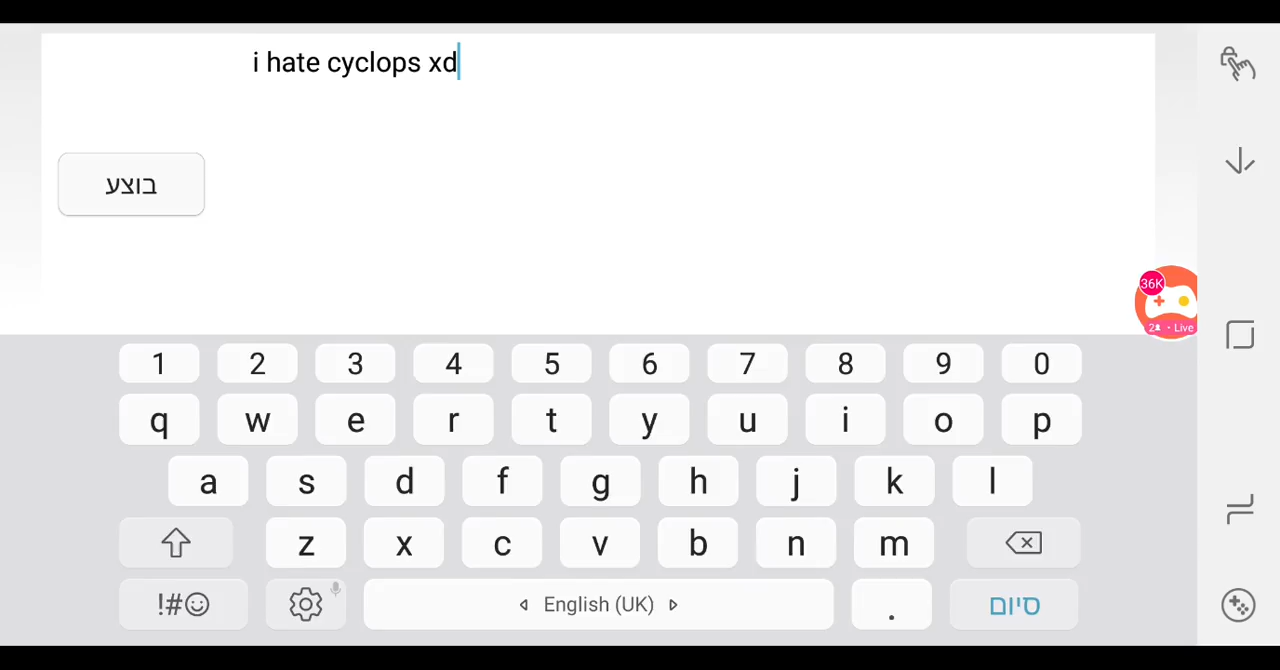 i hate cyclops xd
בוצע
36K
2 • Live
1 2 3 4 5 6 7 8 9 0
q w e r t y u i o p
a s d f g h j k l
z x c v b n m
!# English (UK) . סיום